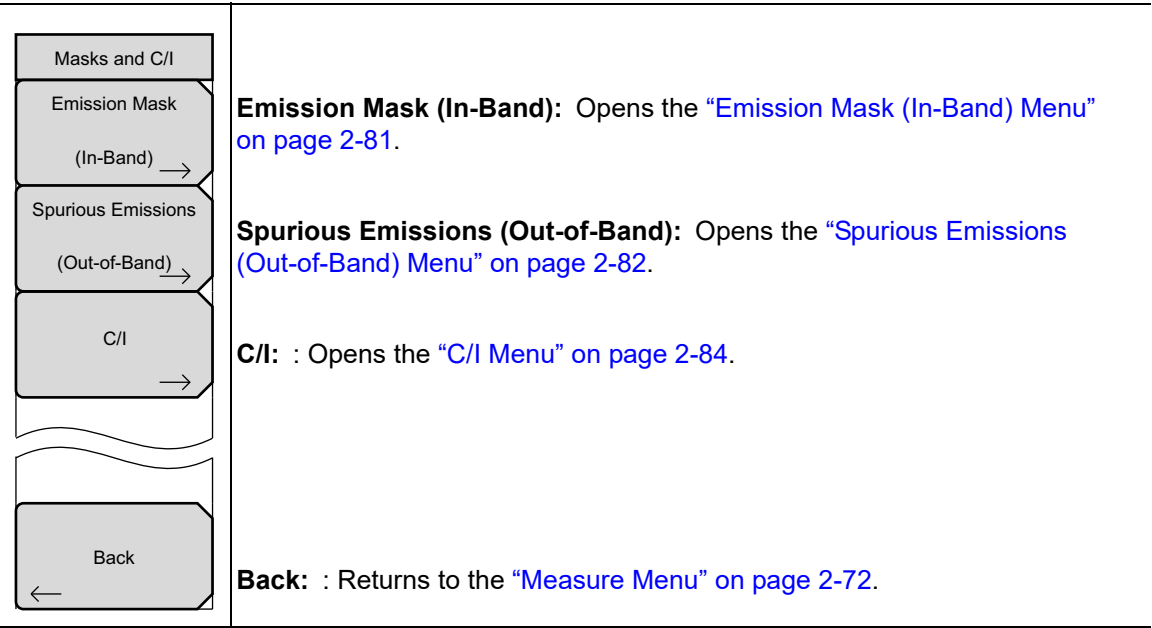 Masks and C/I
Emission Mask
(In-Band)
Emission Mask (In-Band): Opens the “Emission Mask (In-Band) Menu”
on page 2-81.
Spurious Emissions
(Out-of-Band)
Spurious Emissions (Out-of-Band): Opens the “Spurious Emissions
(Out-of-Band) Menu” on page 2-82.
C/I
C/I: : Opens the “C/I Menu” on page 2-84.
Back
Back: : Returns to the “Measure Menu” on page 2-72.